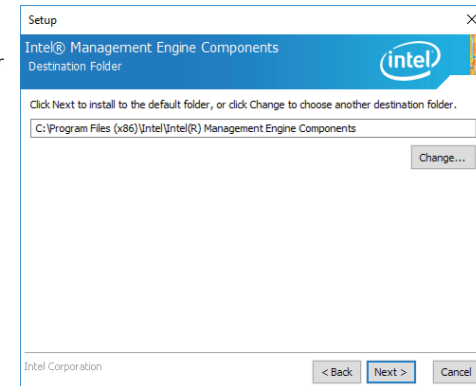 Setup
Intel® Management Engine Components
Destination Folder
intel
Click Next to install to the default folder, or click Change to choose another destination folder.
C:\Program Files (x86)\Intel\Intel(R) Management Engine Components
Change...
Intel Corporation
< Back Next > Cancel